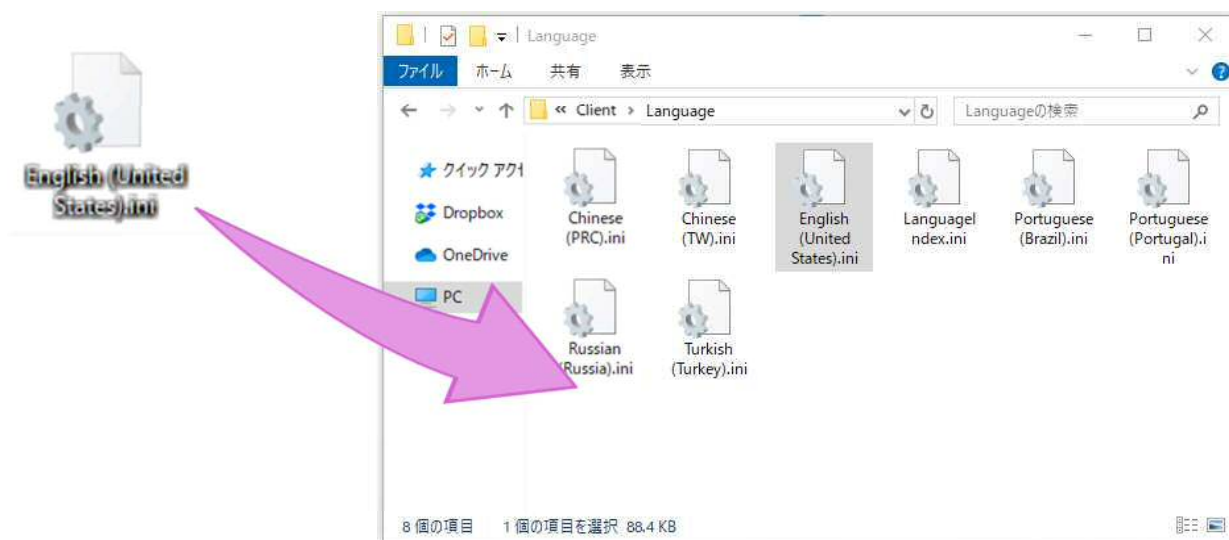 English (United
States).ini
Language
ファイル ホーム 共有 表示
« Client > Language
Languageの検索
クイック アクセ
Dropbox
OneDrive
PC
Chinese
(PRC).ini
Chinese
(TW).ini
English
(United
States).ini
LanguageI
ndex.ini
Portuguese
(Brazil).ini
Portuguese
(Portugal).i
ni
Russian
(Russia).ini
Turkish
(Turkey).ini
8 個の項目 1 個の項目を選択 88.4 KB